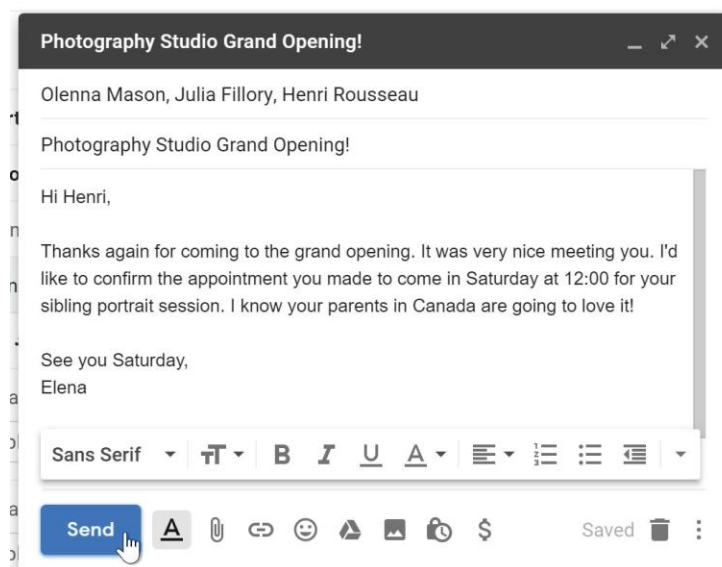 Photography Studio Grand Opening!
Olenna Mason, Julia Fillory, Henri Rousseau
Photography Studio Grand Opening!
Hi Henri,
Thanks again for coming to the grand opening. It was very nice meeting you. I'd
like to confirm the appointment you made to come in Saturday at 12:00 for your
sibling portrait session. I know your parents in Canada are going to love it!
See you Saturday,
Elena
Sans Serif
Send
Saved